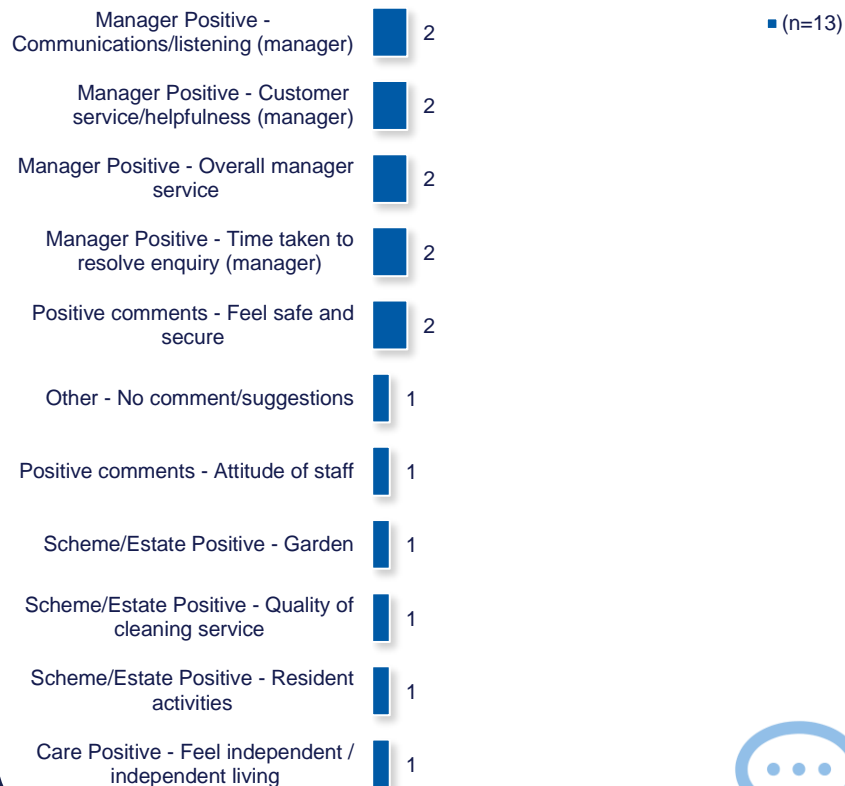 Manager Positive -
Communications/listening (manager)
2
(n=13)
Manager Positive - Customer
service/helpfulness (manager)
2
Manager Positive - Overall manager
service
2
Manager Positive - Time taken to
resolve enquiry (manager)
2
Positive comments - Feel safe and
secure
2
Other - No comment/suggestions
1
Positive comments - Attitude of staff
1
Scheme/Estate Positive - Garden
1
Scheme/Estate Positive - Quality of
cleaning service
1
Scheme/Estate Positive - Resident
activities
1
Care Positive - Feel independent /
independent living
1